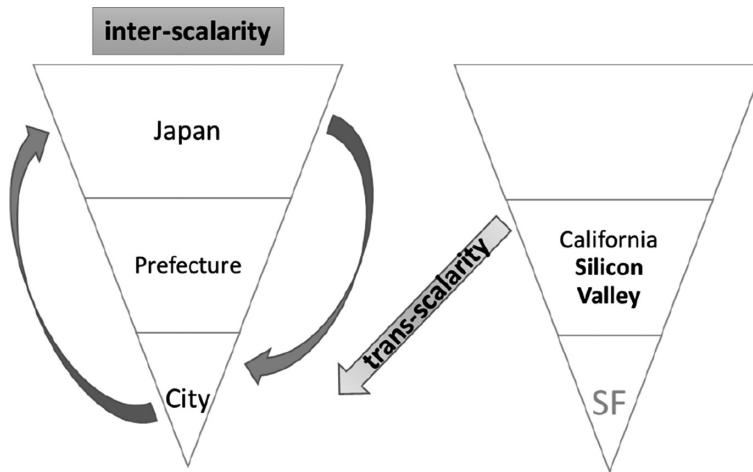 inter-scalarity
Japan
Prefecture
City
trans-scalarity
California
Silicon
Valley
SF